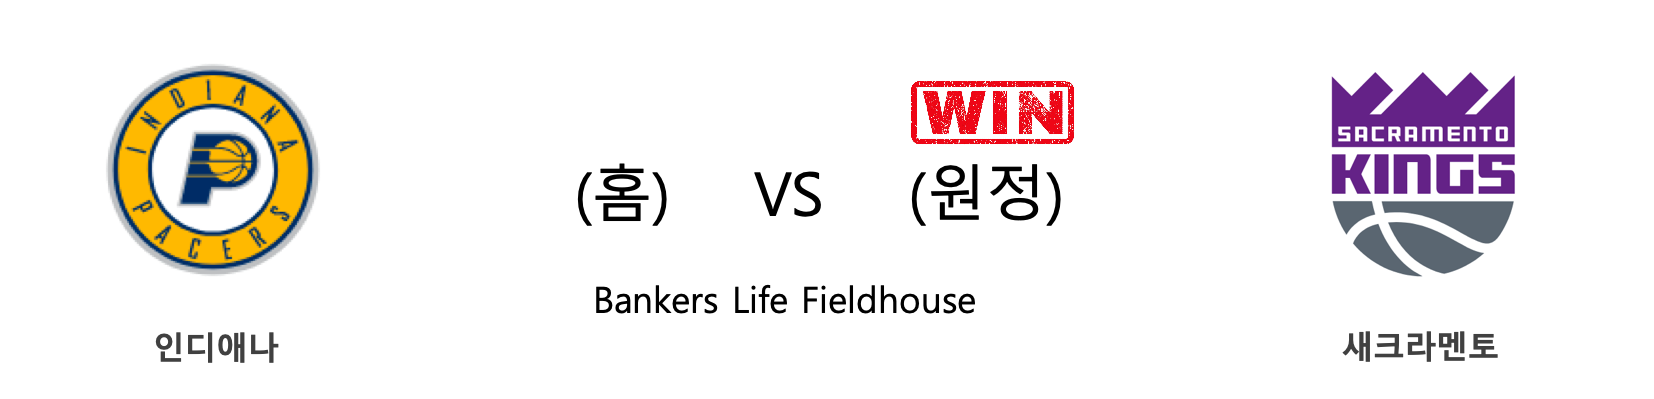 INDIANA PACERS
WIN
SACRAMENTO
KINGS
(홈) VS (원정)
Bankers Life Fieldhouse
인디애나
새크라멘토